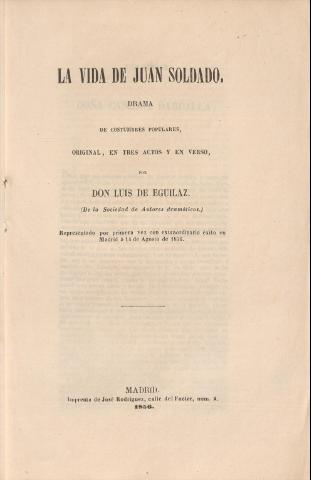 LA VIDA DE JUAN SOLDADO.
DRAMA
DE COSTUMBRES POPULARES,
ORIGINAL, EN TRES ACTOS Y EN VERSO,
POR
DON LUIS DE EGUILAZ.
(De la Sociedad de Autores dramáticos.)
Representado por primera vez con extraordinario éxito en
Madrid á 14 de Agosto de 1856.
MADRID.
Imprenta de José Rodriguez, calle del Factor, núm. 9.
1856.